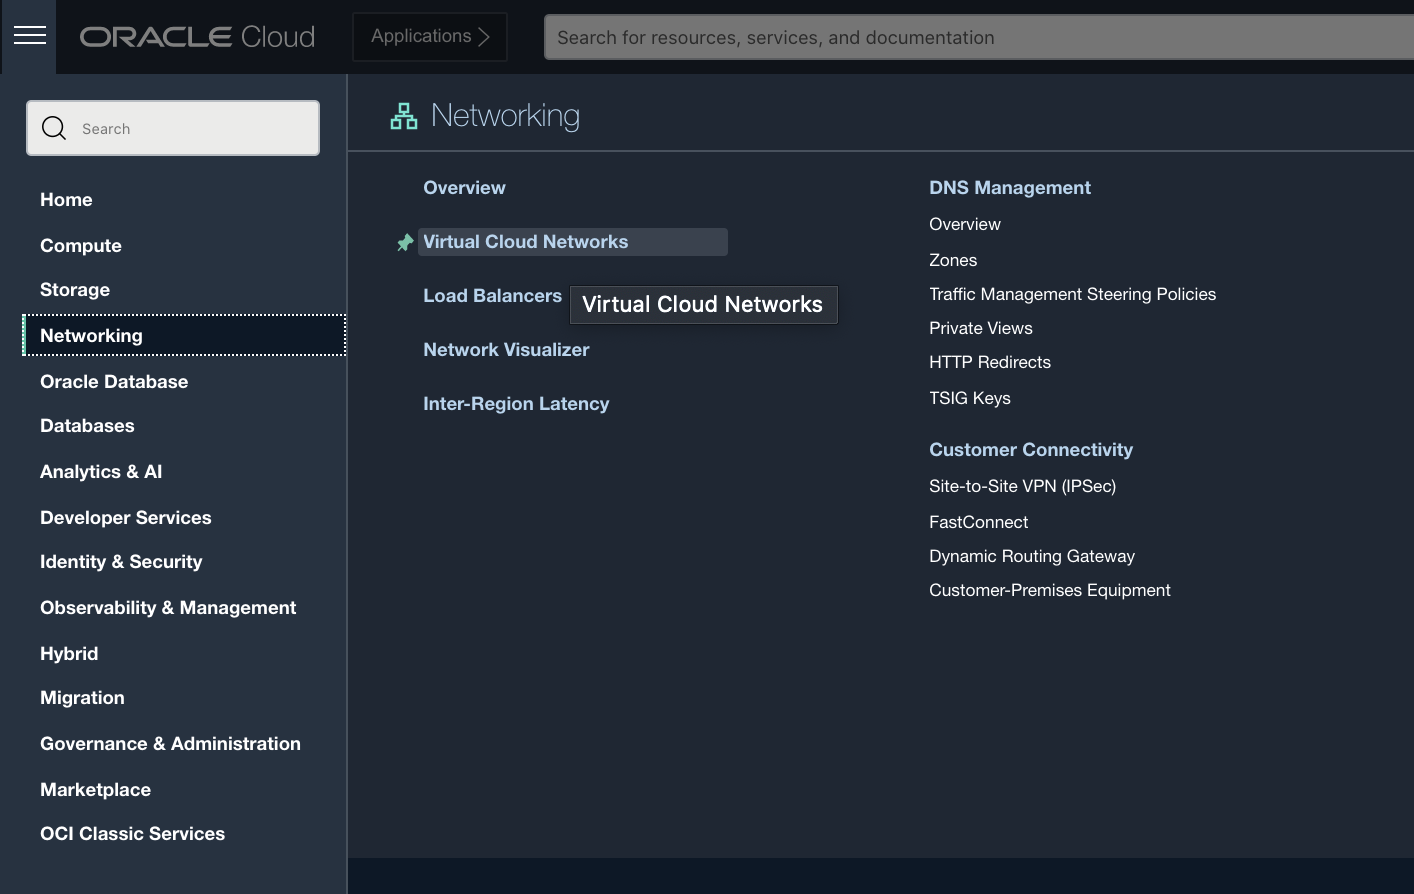 ORACLE Cloud
Applications
Search for resources, services, and documentation
Search
Home
Compute
Storage
Networking
Oracle Database
Databases
Analytics & AI
Developer Services
Identity & Security
Observability & Management
Hybrid
Migration
Governance & Administration
Marketplace
OCI Classic Services
Networking
Overview
Virtual Cloud Networks
Load Balancers
Virtual Cloud Networks
Network Visualizer
Inter-Region Latency
DNS Management
Overview
Zones
Traffic Management Steering Policies
Private Views
HTTP Redirects
TSIG Keys
Customer Connectivity
Site-to-Site VPN (IPSec)
FastConnect
Dynamic Routing Gateway
Customer-Premises Equipment